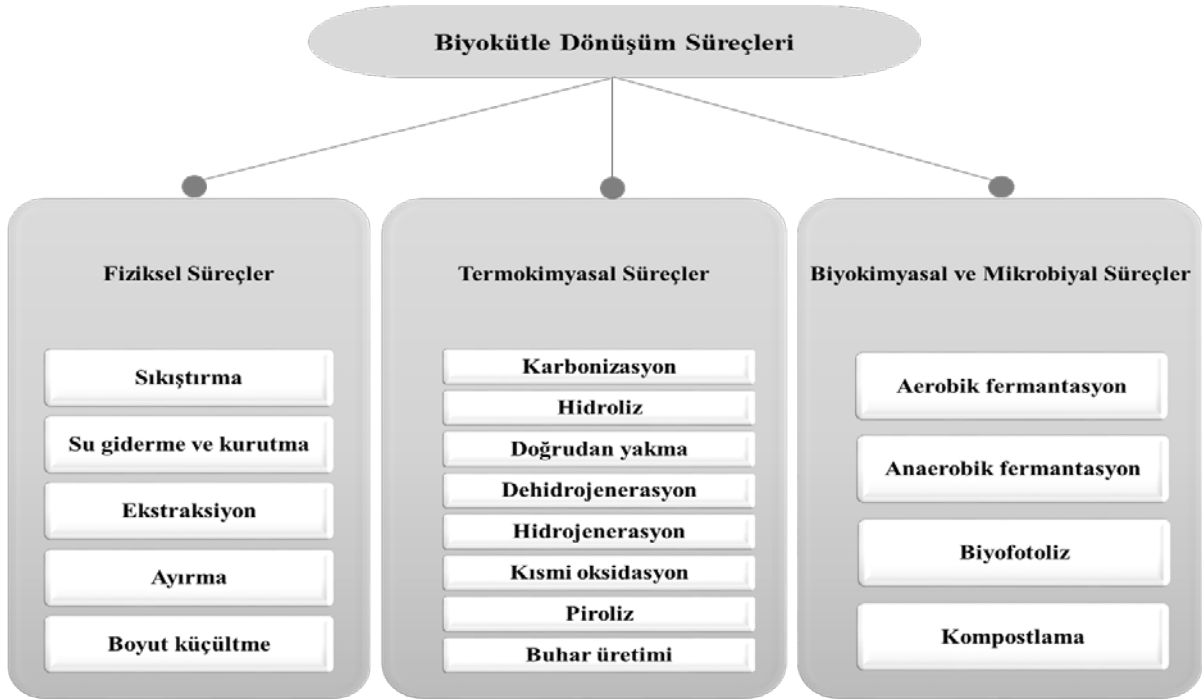 Biyokütle Dönüşüm Süreçleri
Fiziksel Süreçler
Sıkıştırma
Su giderme ve kurutma
Ekstraksiyon
Ayırma
Boyut küçültme
Termokimyasal Süreçler
Karbonizasyon
Hidroliz
Doğrudan yakma
Dehidrojenerasyon
Hidrojenerasyon
Kısmi oksidasyon
Piroliz
Buhar üretimi
Biyokimyasal ve Mikrobiyal Süreçler
Aerobik fermantasyon
Anaerobik fermantasyon
Biyofotoliz
Kompostlama